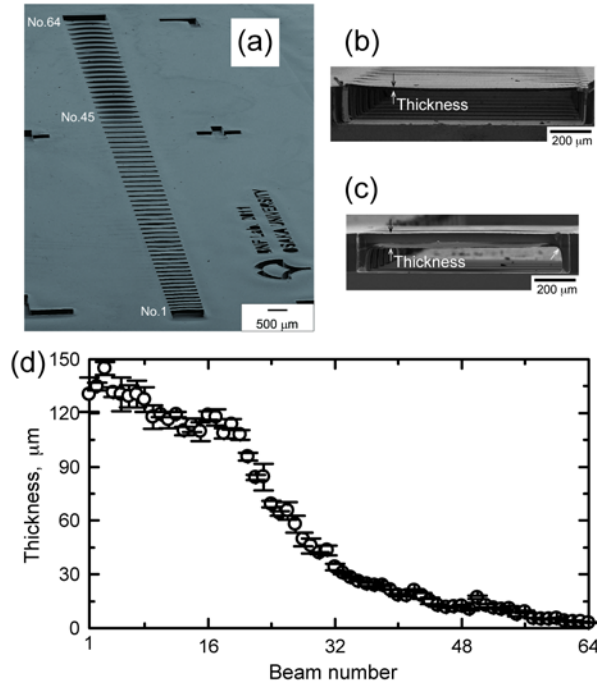 No.64
(a)
No.45
No.1
500 μm
(b)
Thickness
200 μm
(c)
Thickness
200 μm
(d)
150
120
90
60
30
0
1
16
32
48
64
Thickness, μm
Beam number